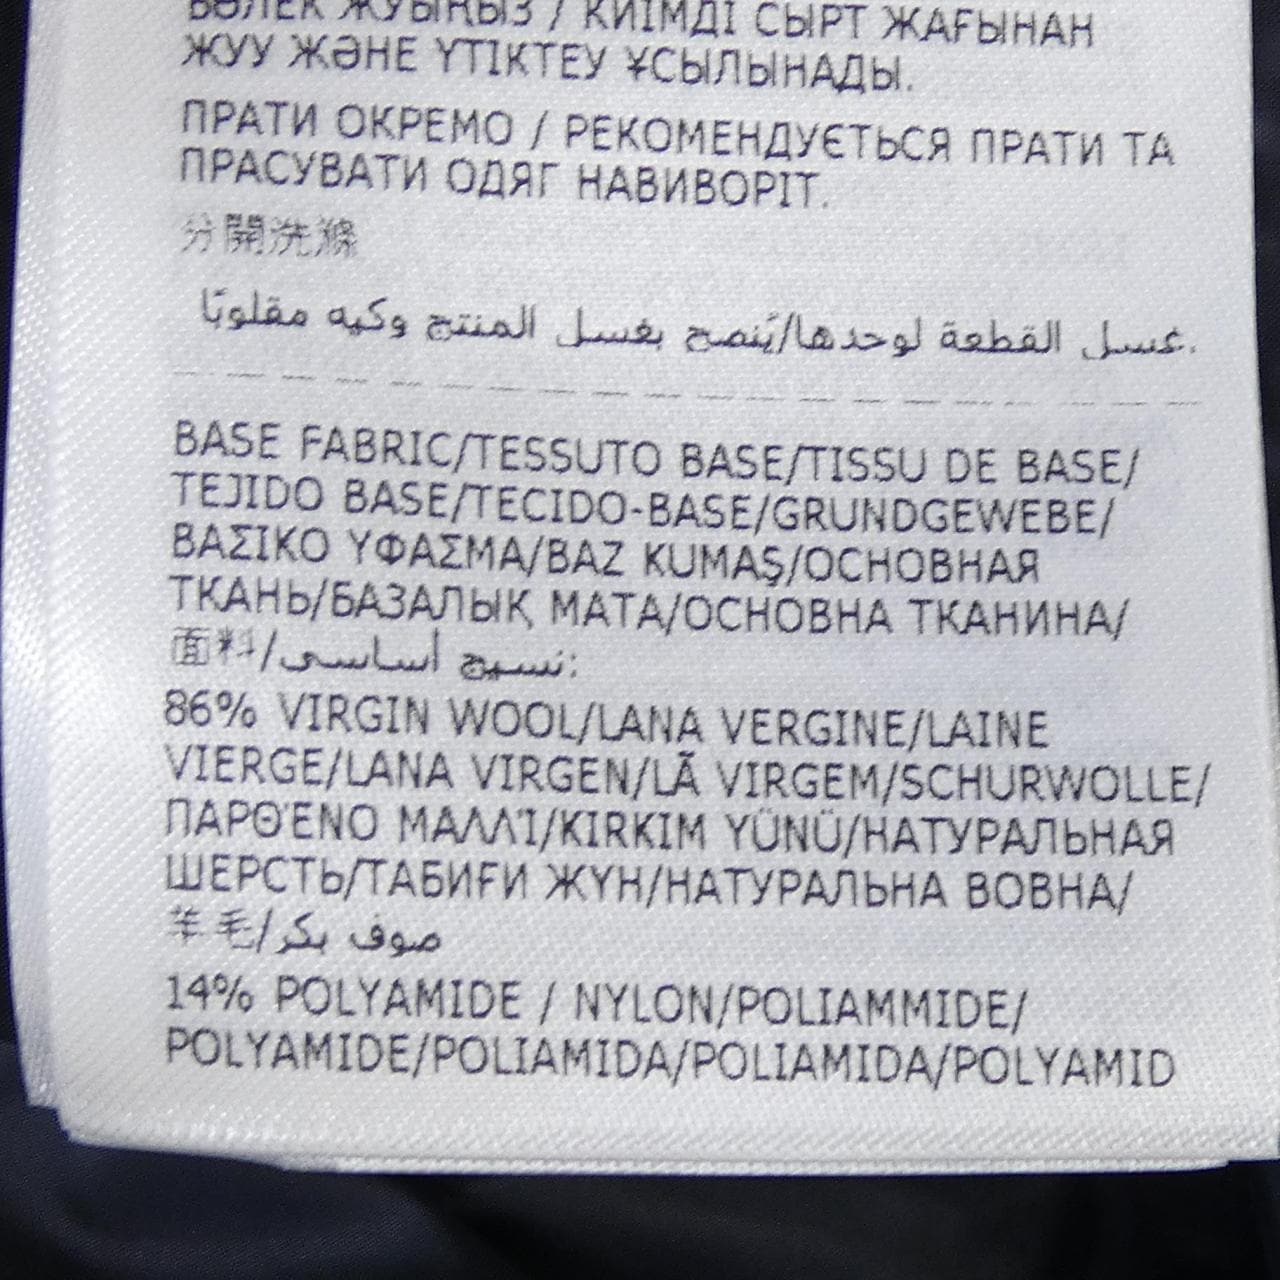 БӨЛЕК ЖУЫҢЫЗ / КИІМДІ СЫРТ ЖАҒЫНАН
ЖУУ ЖӘНЕ ҮТІКТЕУ ҰСЫЛЫНАДЫ.
ПРАТИ ОКРЕМО / РЕКОМЕНДУЄТЬСЯ ПРАТИ ТА
ПРАСУВАТИ ОДЯГ НАВИВОРІТ.
分開洗滌
غسل القطعة لوحدها/يُنصح بغسل المنتج وكيه مقلوبًا.
BASE FABRIC/TESSUTO BASE/TISSU DE BASE/
TEJIDO BASE/TECIDO-BASE/GRUNDGEWEBE/
ΒΑΣΙΚΟ ΥΦΑΣΜΑ/BAZ KUMAŞ/ОСНОВНАЯ
ТКАНЬ/БАЗАЛЫҚ МАТА/ОСНОВНА ТКАНИНА/
面料/نسيج أساسى:
86% VIRGIN WOOL/LANA VERGINE/LAINE
VIERGE/LANA VIRGEN/LÃ VIRGEM/SCHURWOLLE/
ΠΑΡΘΈΝΟ ΜΑΛΛΊ/KIRKIM YÜNÜ/НАТУРАЛЬНАЯ
ШЕРСТЬ/ТАБИҒИ ЖҮН/НАТУРАЛЬНА ВОВНА/
羊毛/صوف بكر
14% POLYAMIDE / NYLON/POLIAMMIDE/
POLYAMIDE/POLIAMIDA/POLIAMIDA/POLYAMID